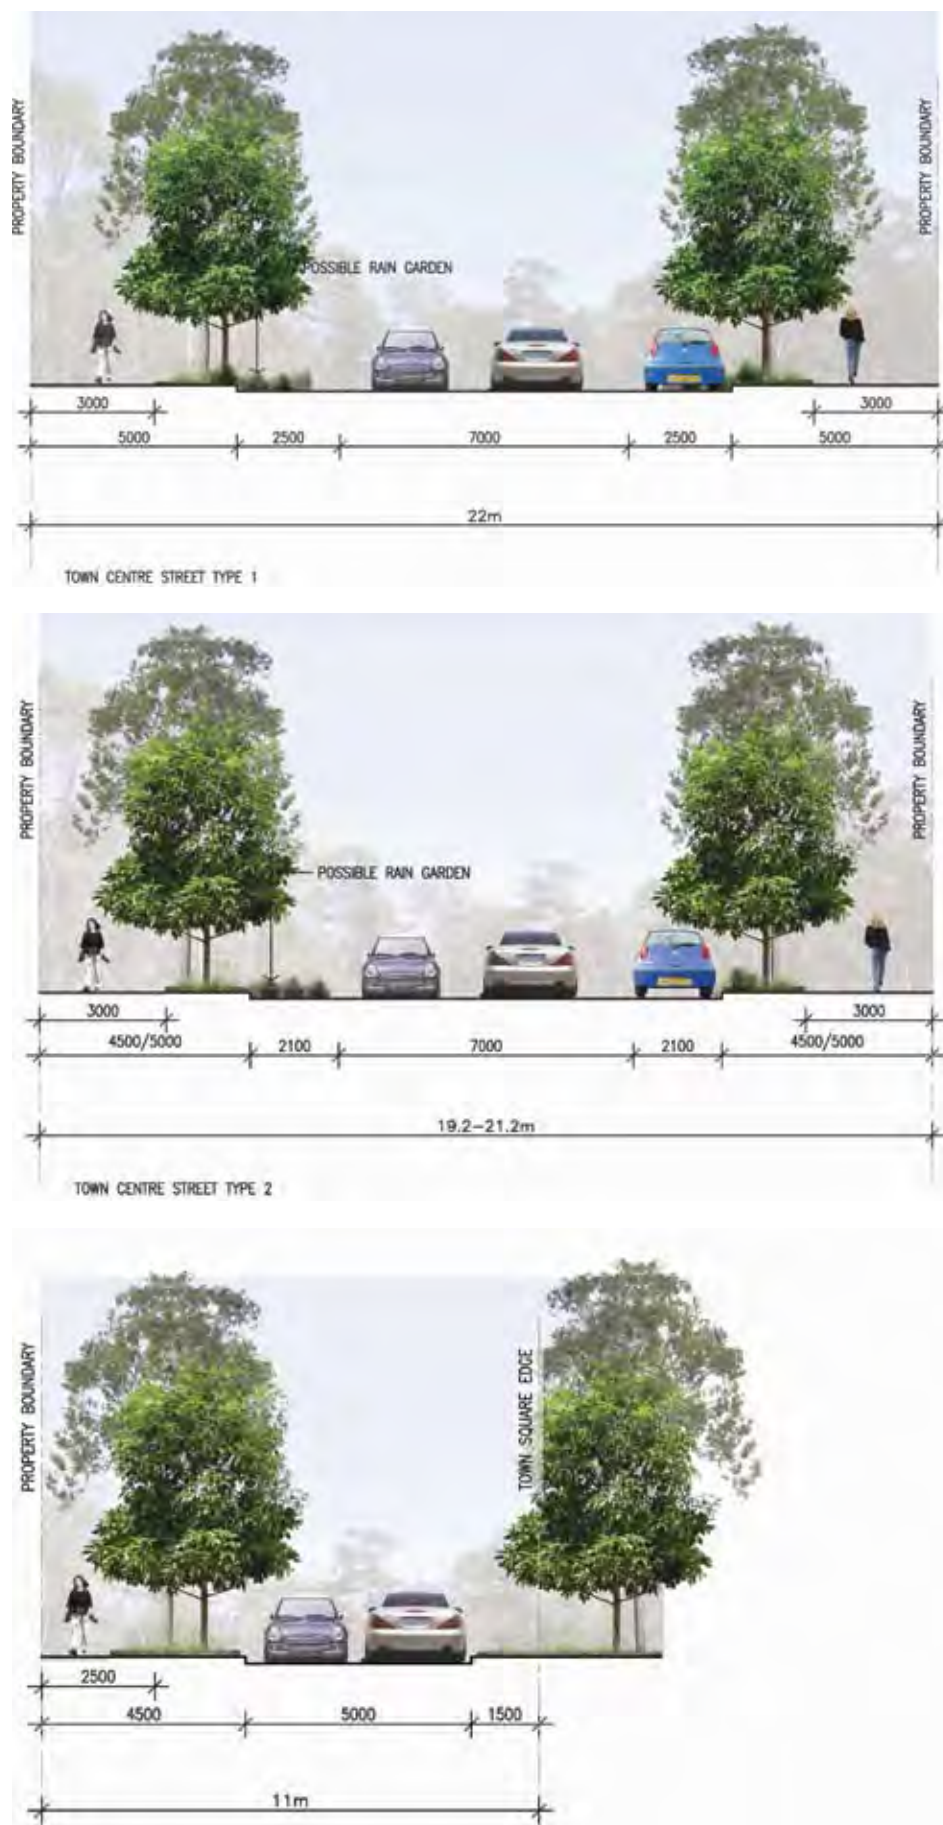 PROPERTY BOUNDARY
PROPERTY BOUNDARY
POSSIBLE RAIN GARDEN
3000
3000
5000
2500
7000
2500
5000
22m
TOWN CENTRE STREET TYPE 1
PROPERTY BOUNDARY
PROPERTY BOUNDARY
POSSIBLE RAIN GARDEN
3000
3000
4500/5000
2100
7000
2100
4500/5000
19.2-21.2m
TOWN CENTRE STREET TYPE 2
PROPERTY BOUNDARY
TOWN SQUARE EDGE
2500
4500
5000
1500
11m